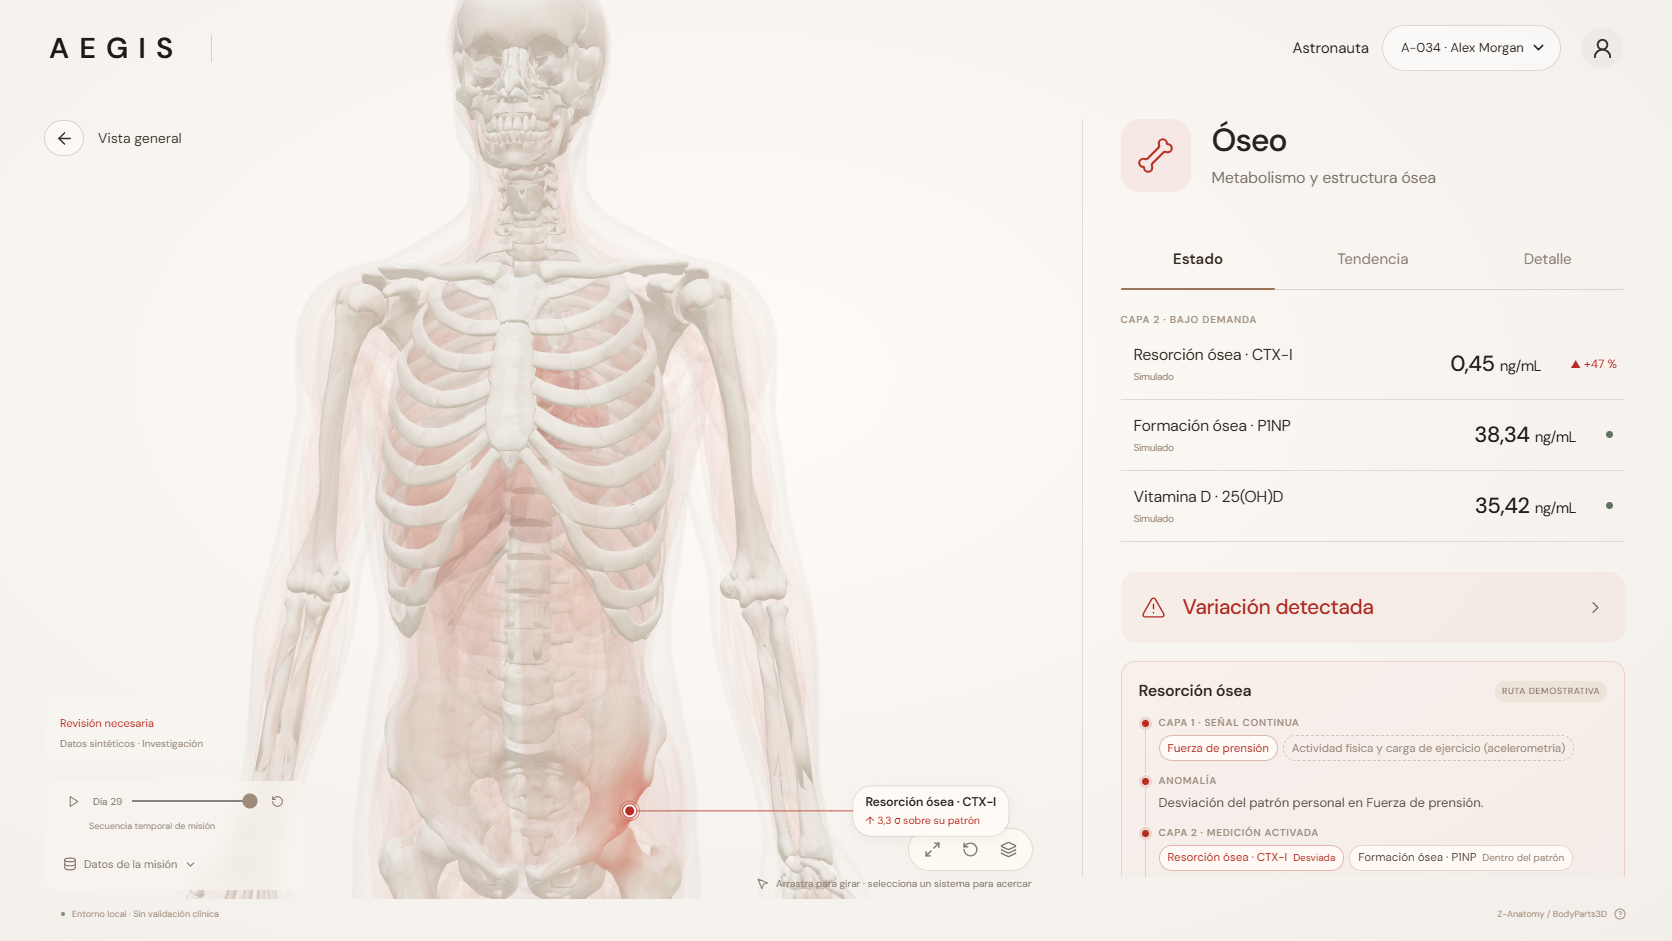 AEGIS
Astronauta
A-034 · Alex Morgan
Vista general
Óseo
Metabolismo y estructura ósea
Estado
Tendencia
Detalle
CAPA 2 · BAJO DEMANDA
Resorción ósea · CTX-I
Simulado
0,45 ng/mL
▲ +47 %
Formación ósea · P1NP
Simulado
38,34 ng/mL
Vitamina D · 25(OH)D
Simulado
35,42 ng/mL
Variación detectada
Resorción ósea
RUTA DEMOSTRATIVA
CAPA 1 · SEÑAL CONTINUA
Fuerza de prensión
Actividad física y carga de ejercicio (acelerometría)
ANOMALÍA
Desviación del patrón personal en Fuerza de prensión.
CAPA 2 · MEDICIÓN ACTIVADA
Resorción ósea · CTX-I Desviada
Formación ósea · P1NP Dentro del patrón
Revisión necesaria
Datos sintéticos · Investigación
Día 29
Secuencia temporal de misión
Datos de la misión
Resorción ósea · CTX-I
↑ 3,3 σ sobre su patrón
Arrastra para girar · selecciona un sistema para acercar
Entorno local · Sin validación clínica
Z-Anatomy / BodyParts3D